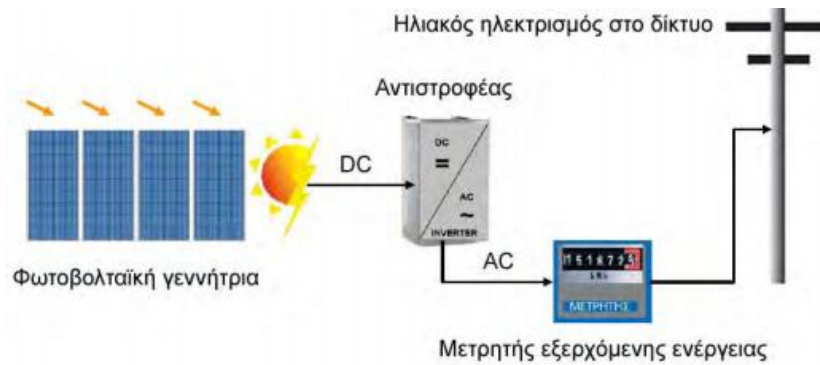 Ηλιακός ηλεκτρισμός στο δίκτυο
Αντιστροφέας
DC
DC
=
AC
~
INVERTER
AC
ΜΕΤΡΗΤΗΣ
Φωτοβολταϊκή γεννήτρια
Μετρητής εξερχόμενης ενέργειας